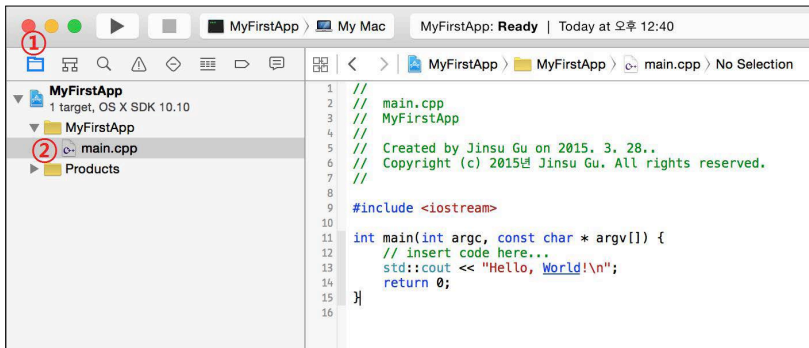 MyFirstApp 〉 My Mac
MyFirstApp: Ready | Today at 오후 12:40
①
MyFirstApp 〉 MyFirstApp 〉 main.cpp 〉 No Selection
MyFirstApp
1 target, OS X SDK 10.10
MyFirstApp
② main.cpp
Products
1 //
2 //  main.cpp
3 //  MyFirstApp
4 //
5 //  Created by Jinsu Gu on 2015. 3. 28..
6 //  Copyright (c) 2015년 Jinsu Gu. All rights reserved.
7 //
8
9 #include <iostream>
10
11 int main(int argc, const char * argv[]) {
12     // insert code here...
13     std::cout << "Hello, World!\n";
14     return 0;
15 }
16